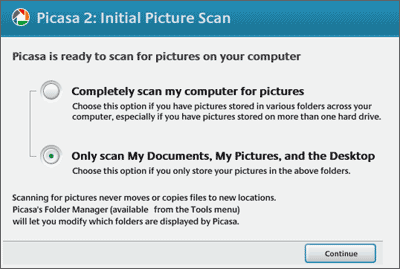 Picasa 2: Initial Picture Scan
Picasa is ready to scan for pictures on your computer
Completely scan my computer for pictures
Choose this option if you have pictures stored in various folders across your
computer, especially if you have pictures stored on more than one hard drive.
Only scan My Documents, My Pictures, and the Desktop
Choose this option if you only store your pictures in the above folders.
Scanning for pictures never moves or copies files to new locations.
Picasa's Folder Manager (available from the Tools menu)
will let you modify which folders are displayed by Picasa.
Continue